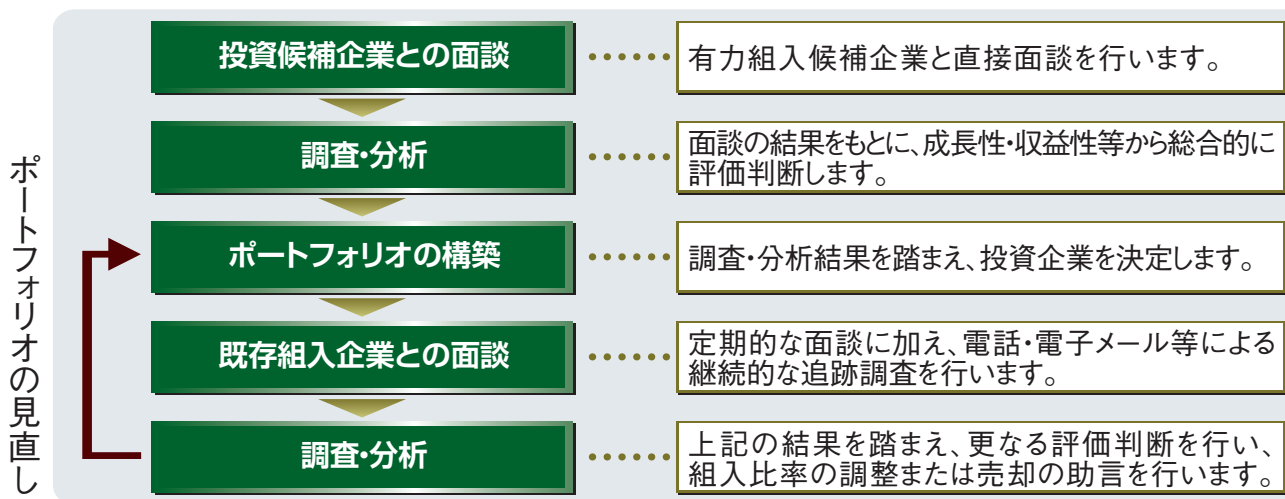 ポートフォリオの見直し
投資候補企業との面談
有力組入候補企業と直接面談を行います。
調査・分析
面談の結果をもとに、成長性・収益性等から総合的に
評価判断します。
ポートフォリオの構築
調査・分析結果を踏まえ、投資企業を決定します。
既存組入企業との面談
定期的な面談に加え、電話・電子メール等による
継続的な追跡調査を行います。
調査・分析
上記の結果を踏まえ、更なる評価判断を行い、
組入比率の調整または売却の助言を行います。